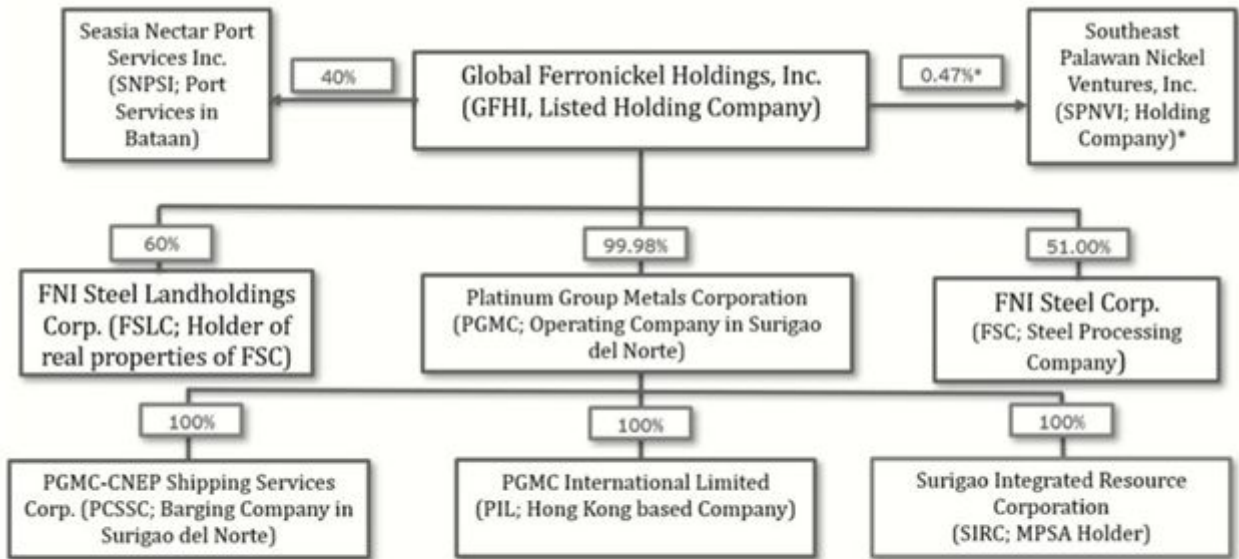 Seasia Nectar Port
Services Inc.
(SNPSI; Port
Services in
Bataan)
40%
Global Ferronickel Holdings, Inc.
(GFHI, Listed Holding Company)
0.47%*
Southeast
Palawan Nickel
Ventures, Inc.
(SPNVI; Holding
Company)*
60%
99.98%
51.00%
FNI Steel Landholdings
Corp. (FSLC; Holder of
real properties of FSC)
Platinum Group Metals Corporation
(PGMC; Operating Company in Surigao
del Norte)
FNI Steel Corp.
(FSC; Steel Processing
Company)
100%
100%
100%
PGMC-CNEP Shipping Services
Corp. (PCSSC; Barging Company in
Surigao del Norte)
PGMC International Limited
(PIL; Hong Kong based Company)
Surigao Integrated Resource
Corporation
(SIRC; MPSA Holder)